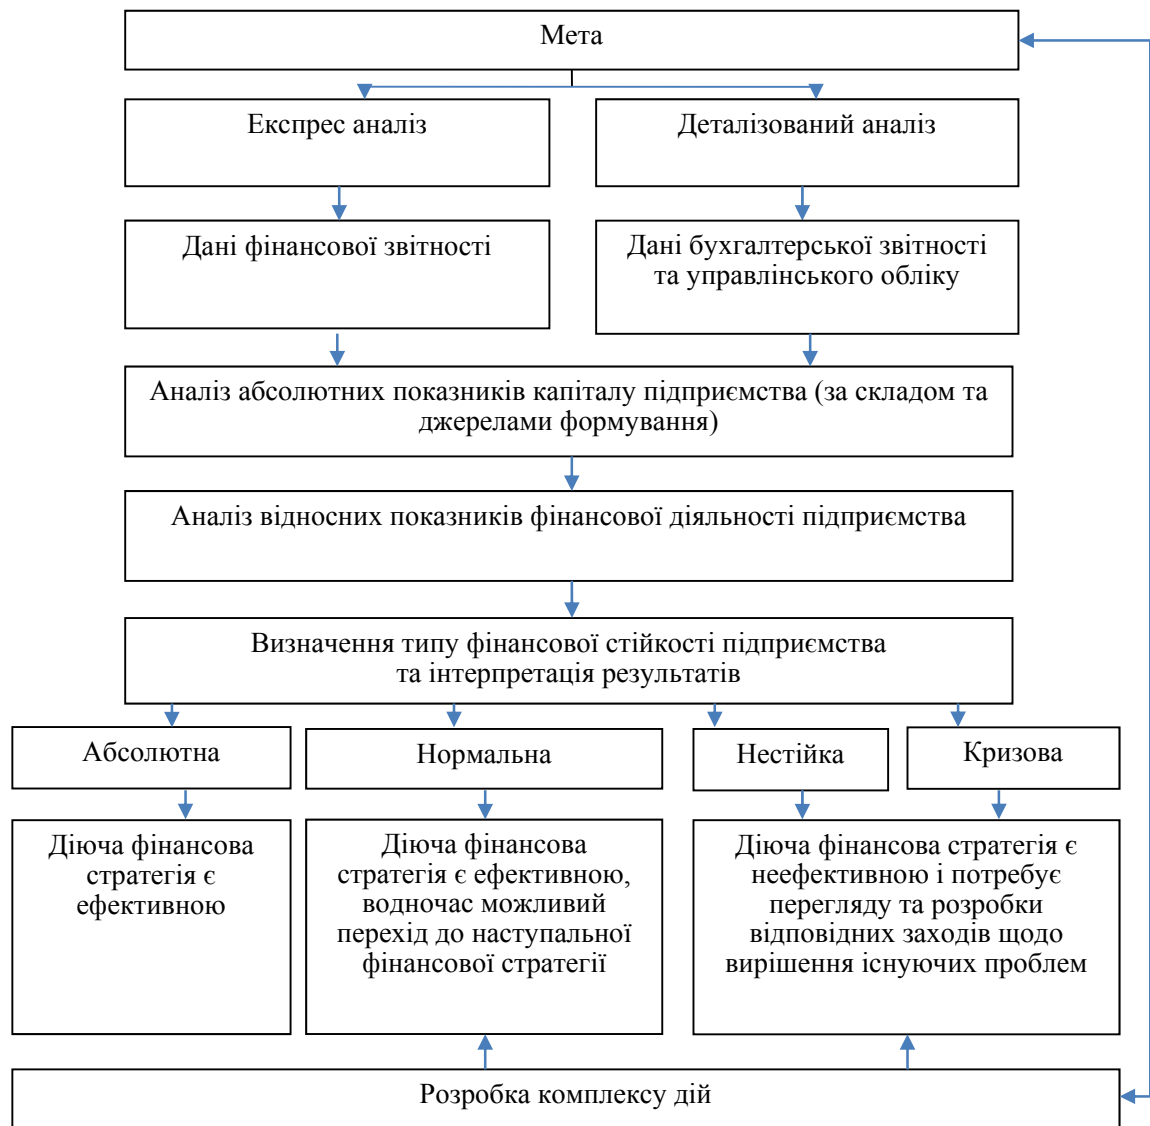 Мета
Експрес аналіз
Деталізований аналіз
Дані фінансової звітності
Дані бухгалтерської звітності
та управлінського обліку
Аналіз абсолютних показників капіталу підприємства (за складом та
джерелами формування)
Аналіз відносних показників фінансової діяльності підприємства
Визначення типу фінансової стійкості підприємства
та інтерпретація результатів
Абсолютна
Нормальна
Нестійка
Кризова
Діюча фінансова
стратегія є
ефективною
Діюча фінансова
стратегія є ефективною,
водночас можливий
перехід до наступальної
фінансової стратегії
Діюча фінансова стратегія є
неефективною і потребує
перегляду та розробки
відповідних заходів щодо
вирішення існуючих проблем
Розробка комплексу дій